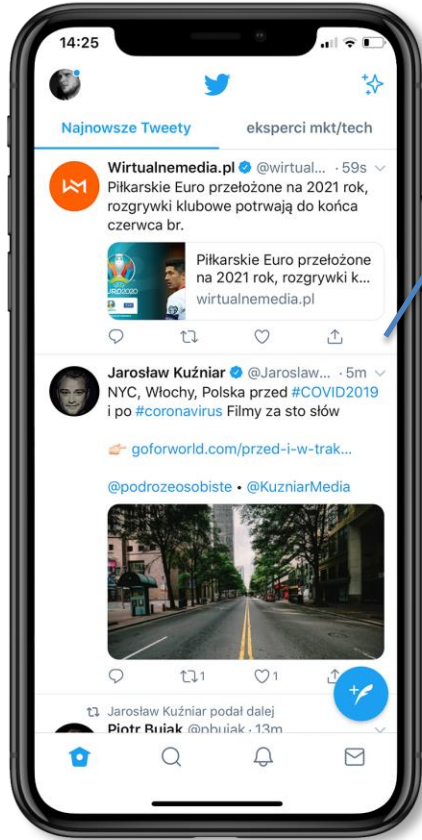 14:25
Najnowsze Tweety
eksperci mkt/tech
Wirtualnemedia.pl @wirtual... · 59s
Piłkarskie Euro przełożone na 2021 rok,
rozgrywki klubowe potrwają do końca
czerwca br.
EURO2020
Piłkarskie Euro przełożone
na 2021 rok, rozgrywki k...
wirtualnemedia.pl
Jarosław Kuźniar @Jaroslaw... · 5m
NYC, Włochy, Polska przed #COVID2019
i po #coronavirus Filmy za sto słów
goforworld.com/przed-i-w-trak...
@podrozeosobiste • @KuzniarMedia
1
1
Jarosław Kuźniar podał dalej
Piotr Bujak @pbujak · 13m